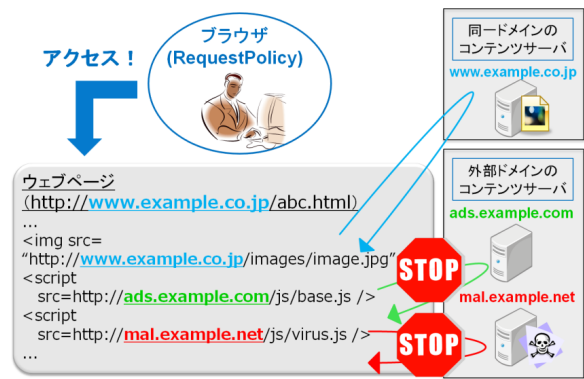 アクセス！
ブラウザ
(RequestPolicy)
同一ドメインの
コンテンツサーバ
www.example.co.jp
外部ドメインの
コンテンツサーバ
ads.example.com
mal.example.net
ウェブページ
（http://www.example.co.jp/abc.html）
...
<img src=
“http://www.example.co.jp/images/image.jpg”
<script
src=http://ads.example.com/js/base.js />
<script
src=http://mal.example.net/js/virus.js />
...
STOP
STOP